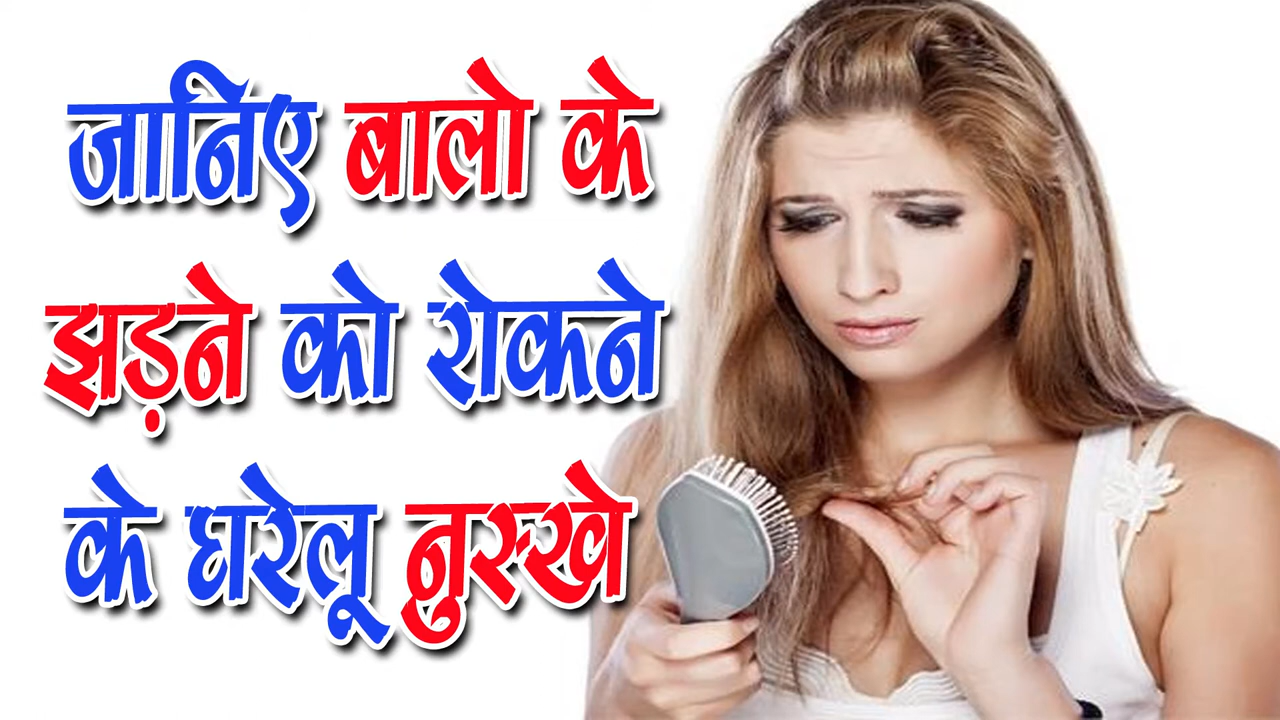 जानिए बालो के
झड़ने को रोकने
के घरेलू नुस्खे